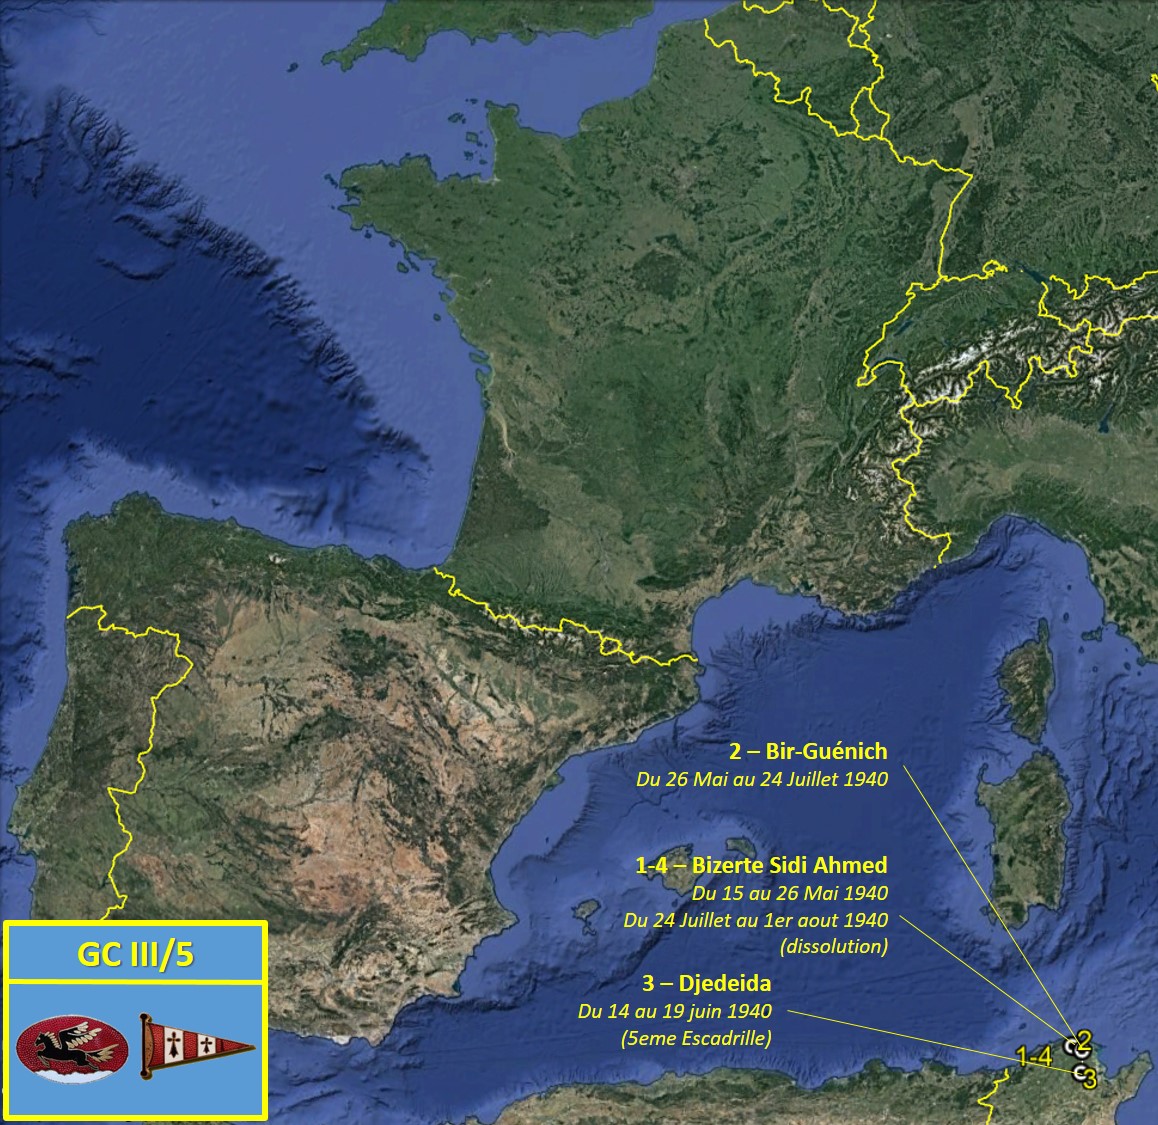 2 – Bir-Guénich
Du 26 Mai au 24 Juillet 1940
1-4 – Bizerte Sidi Ahmed
Du 15 au 26 Mai 1940
Du 24 Juillet au 1er aout 1940
(dissolution)
3 – Djedeida
Du 14 au 19 juin 1940
(5eme Escadrille)
GC III/5
2
1-4
3